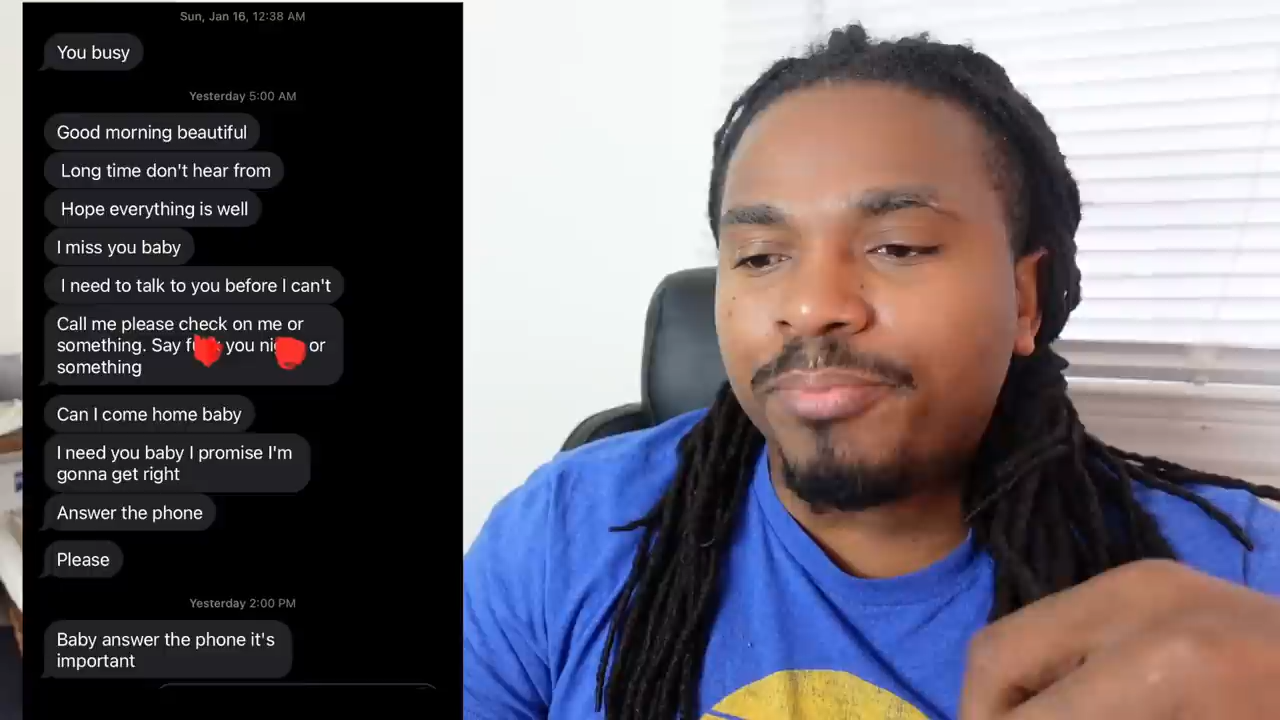 Sun, Jan 16, 12:38 AM
You busy
Yesterday 5:00 AM
Good morning beautiful
Long time don't hear from
Hope everything is well
I miss you baby
I need to talk to you before I can't
Call me please check on me or
something. Say you or
something
Can I come home baby
I need you baby I promise I'm
gonna get right
Answer the phone
Please
Yesterday 2:00 PM
Baby answer the phone it's
important